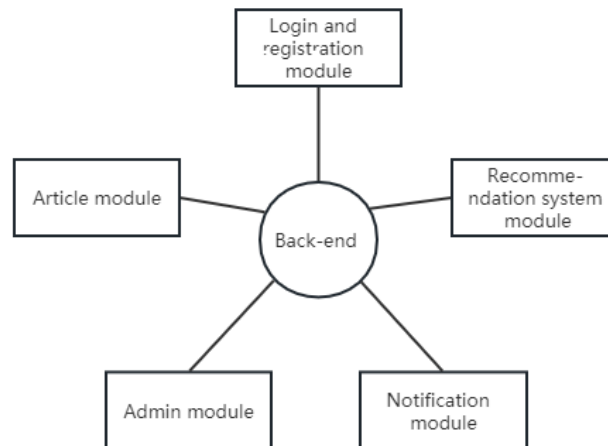 Login and
registration
module
Article module
Recomme-
ndation system
module
Back-end
Admin module
Notification
module